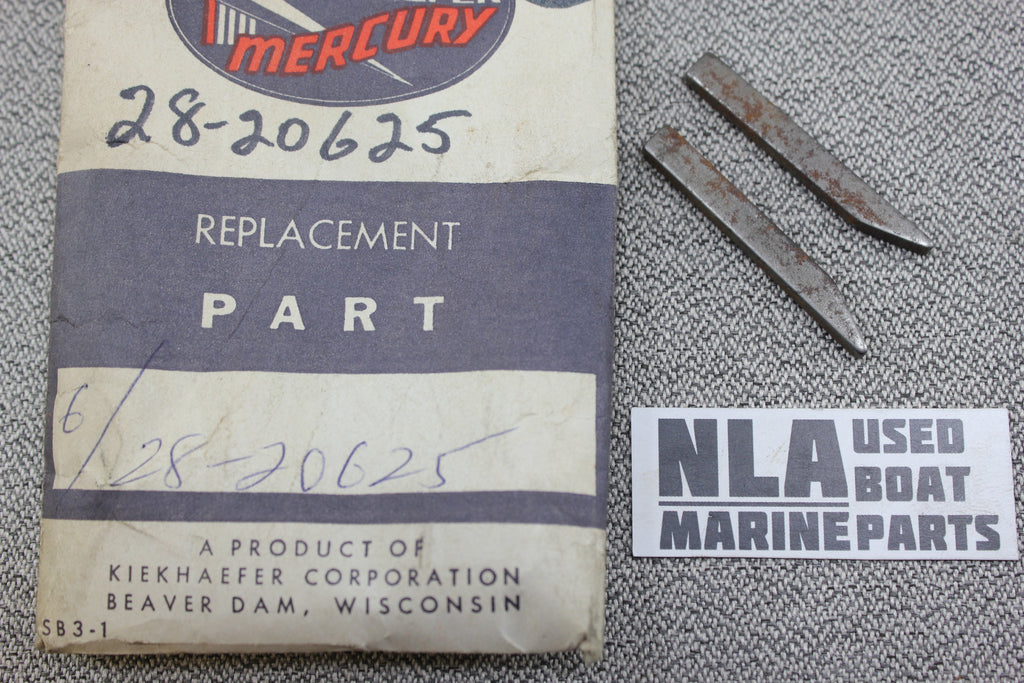 MERCURY
28-20625
REPLACEMENT
PART
6/28-20625
A PRODUCT OF
KIEKHAEFER CORPORATION
BEAVER DAM, WISCONSIN
SB3-1
NLA USED
BOAT
MARINE PARTS